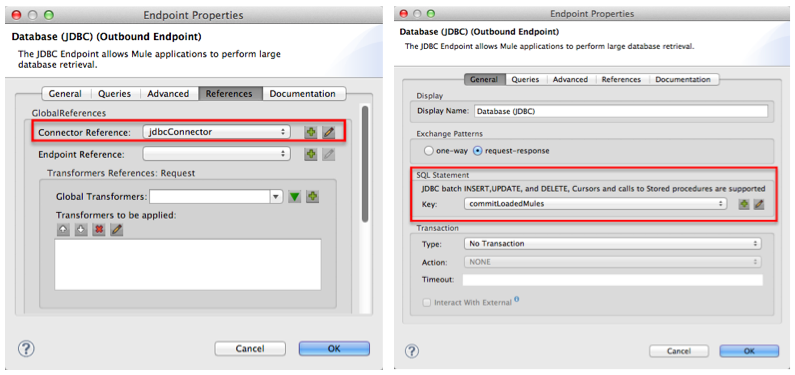 Endpoint Properties
Database (JDBC) (Outbound Endpoint)
The JDBC Endpoint allows Mule applications to perform large
database retrieval.
General Queries Advanced References Documentation
GlobalReferences
Connector Reference: jdbcConnector
Endpoint Reference:
Transformers References: Request
Global Transformers:
Transformers to be applied:
? Cancel OK
Endpoint Properties
Database (JDBC) (Outbound Endpoint)
The JDBC Endpoint allows Mule applications to perform large database retrieval.
General Queries Advanced References Documentation
Display
Display Name: Database (JDBC)
Exchange Patterns
one-way request-response
SQL Statement
JDBC batch INSERT,UPDATE, and DELETE, Cursors and calls to Stored procedures are supported
Key: commitLoadedMules
Transaction
Type: No Transaction
Action: NONE
Timeout:
Interact With External
? Cancel OK